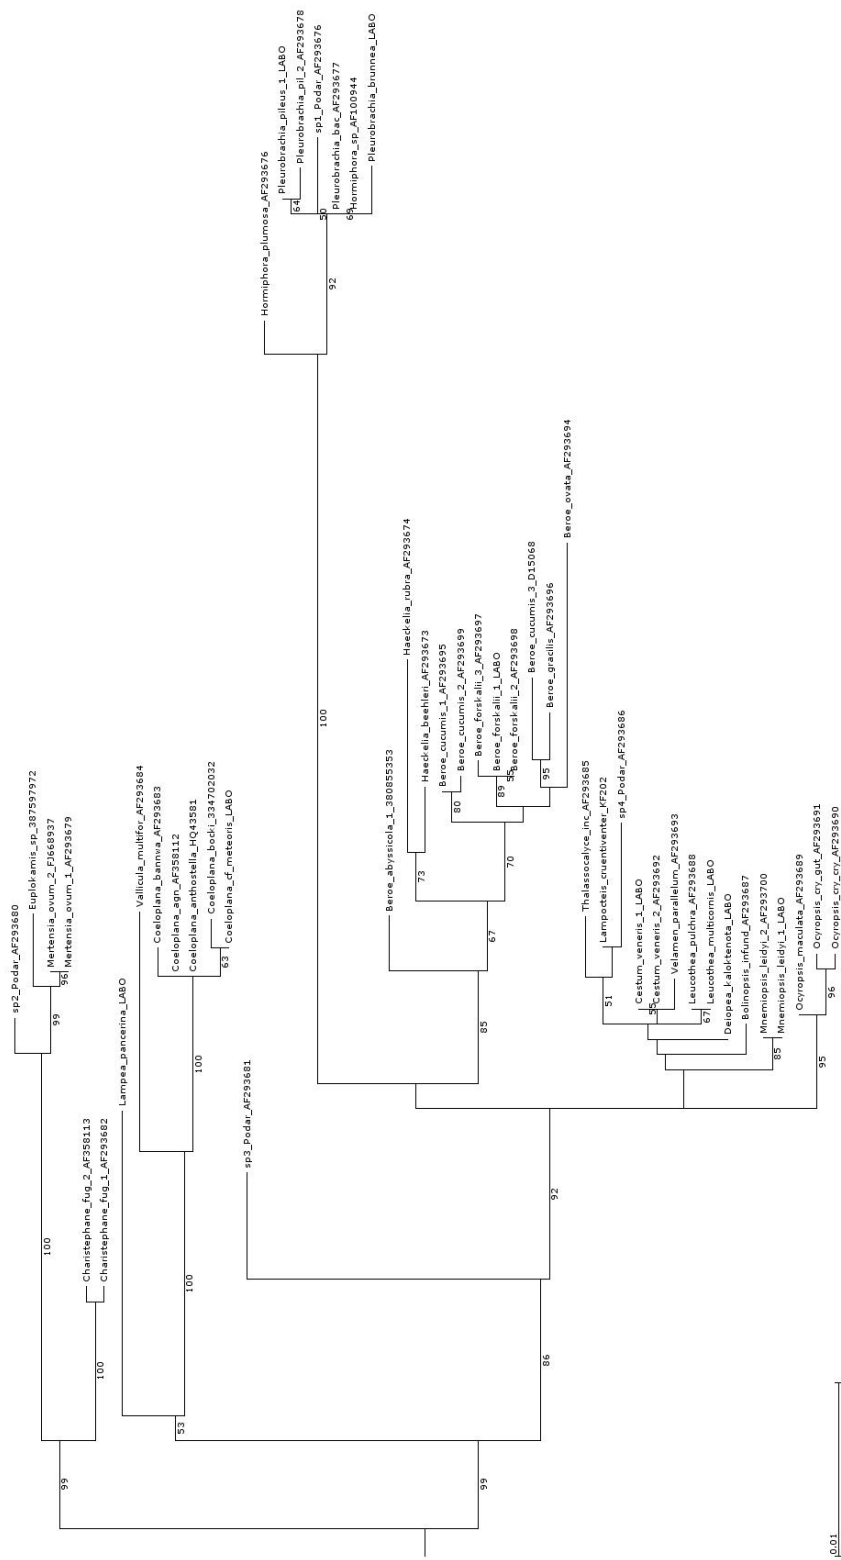 sp2_Podar_AF293680
Euplokamis_sp_387597972
Mertensia_ovum_2_FJ668937
Mertensia_ovum_1_AF293679
96
99
100
Charistephane_fug_2_AF358113
Charistephane_fug_1_AF293682
100
99
Lampea_pancerina_LABO
Vallicula_multifor_AF293684
Coeloplana_bannva_AF293683
Coeloplana_agn_AF358112
Coeloplana_anthostella_HQ43581
Coeloplana_bocki_334702032
Coeloplana_cf_meteoris_LABO
63
100
100
53
sp3_Podar_AF293681
Hormiphora_plumosa_AF293676
Pleurobrachia_pileus_1_LABO
Pleurobrachia_pil_2_AF293678
64
sp1_Podar_AF293676
50
Pleurobrachia_bac_AF293677
Hormiphora_sp_AF100944
69
Pleurobrachia_brunnea_LABO
92
100
Beroe_abyssicola_1_380855353
Haeckelia_rubra_AF293674
Haeckelia_beehleri_AF293673
73
Beroe_cucumis_1_AF293695
Beroe_cucumis_2_AF293699
80
Beroe_forskalii_3_AF293697
Beroe_forskalii_1_LABO
Beroe_forskalii_2_AF293698
55
89
Beroe_cucumis_3_D15068
Beroe_gracilis_AF293696
95
Beroe_ovata_AF293694
70
67
85
Thalassocalyce_inc_AF293685
Lampocteis_cruentiventer_KF202
sp4_Podar_AF293686
51
Cestum_veneris_1_LABO
Cestum_veneris_2_AF293692
55
Velamen_parallelum_AF293693
Leucothea_pulchra_AF293688
Leucothea_multicornis_LABO
67
Deiopea_kaloktenota_LABO
Bolinopsis_infund_AF293687
Mnemiopsis_leidyi_2_AF293700
Mnemiopsis_leidyi_1_LABO
85
Ocyropsis_maculata_AF293689
Ocyropsis_cry_gut_AF293691
Ocyropsis_cry_cry_AF293690
96
95
92
86
99
0.01